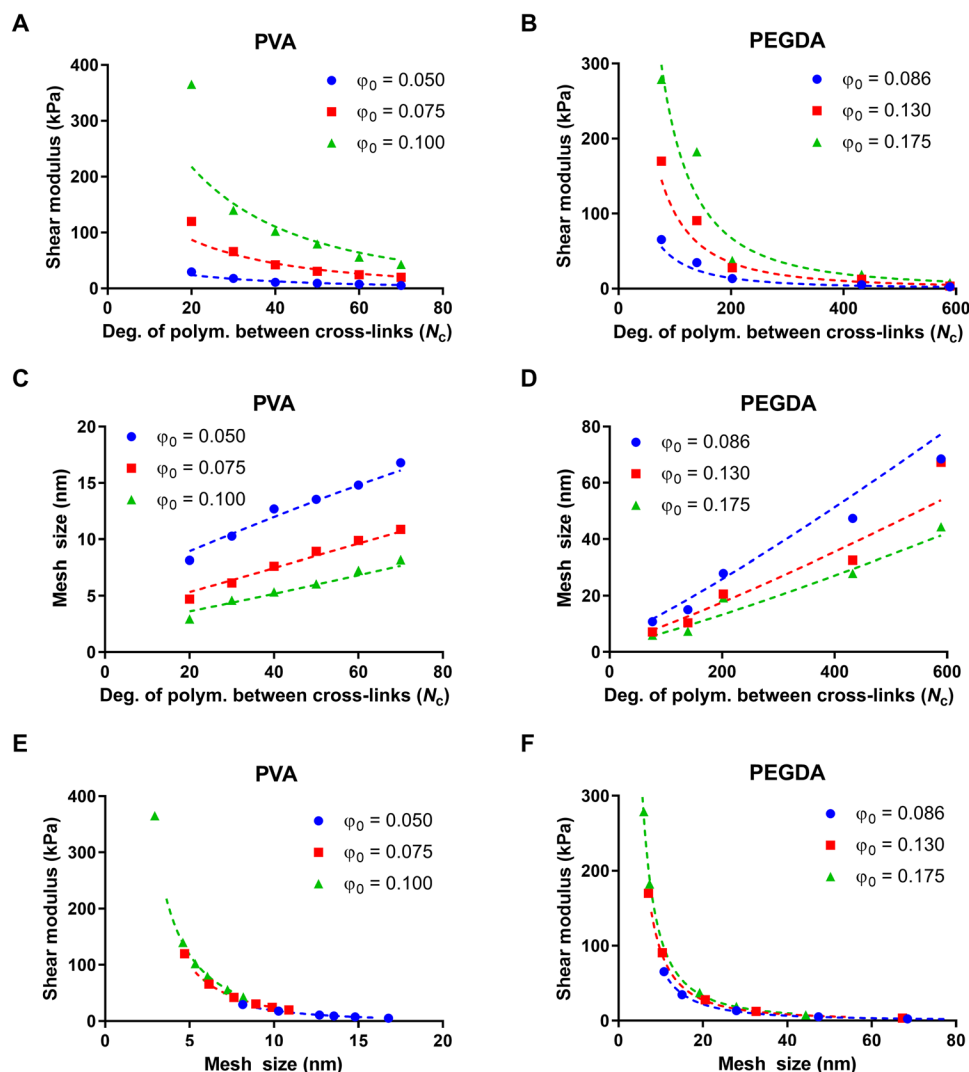 A
PVA
Shear modulus (kPa)
400
300
200
100
0
0
20
40
60
80
Deg. of polym. between cross-links (Nc)
φ0 = 0.050
φ0 = 0.075
φ0 = 0.100
B
PEGDA
Shear modulus (kPa)
300
200
100
0
0
200
400
600
Deg. of polym. between cross-links (Nc)
φ0 = 0.086
φ0 = 0.130
φ0 = 0.175
C
PVA
Mesh size (nm)
20
15
10
5
0
0
20
40
60
80
Deg. of polym. between cross-links (Nc)
φ0 = 0.050
φ0 = 0.075
φ0 = 0.100
D
PEGDA
Mesh size (nm)
80
60
40
20
0
0
200
400
600
Deg. of polym. between cross-links (Nc)
φ0 = 0.086
φ0 = 0.130
φ0 = 0.175
E
PVA
Shear modulus (kPa)
400
300
200
100
0
0
5
10
15
20
Mesh size (nm)
φ0 = 0.050
φ0 = 0.075
φ0 = 0.100
F
PEGDA
Shear modulus (kPa)
300
200
100
0
0
20
40
60
80
Mesh size (nm)
φ0 = 0.086
φ0 = 0.130
φ0 = 0.175